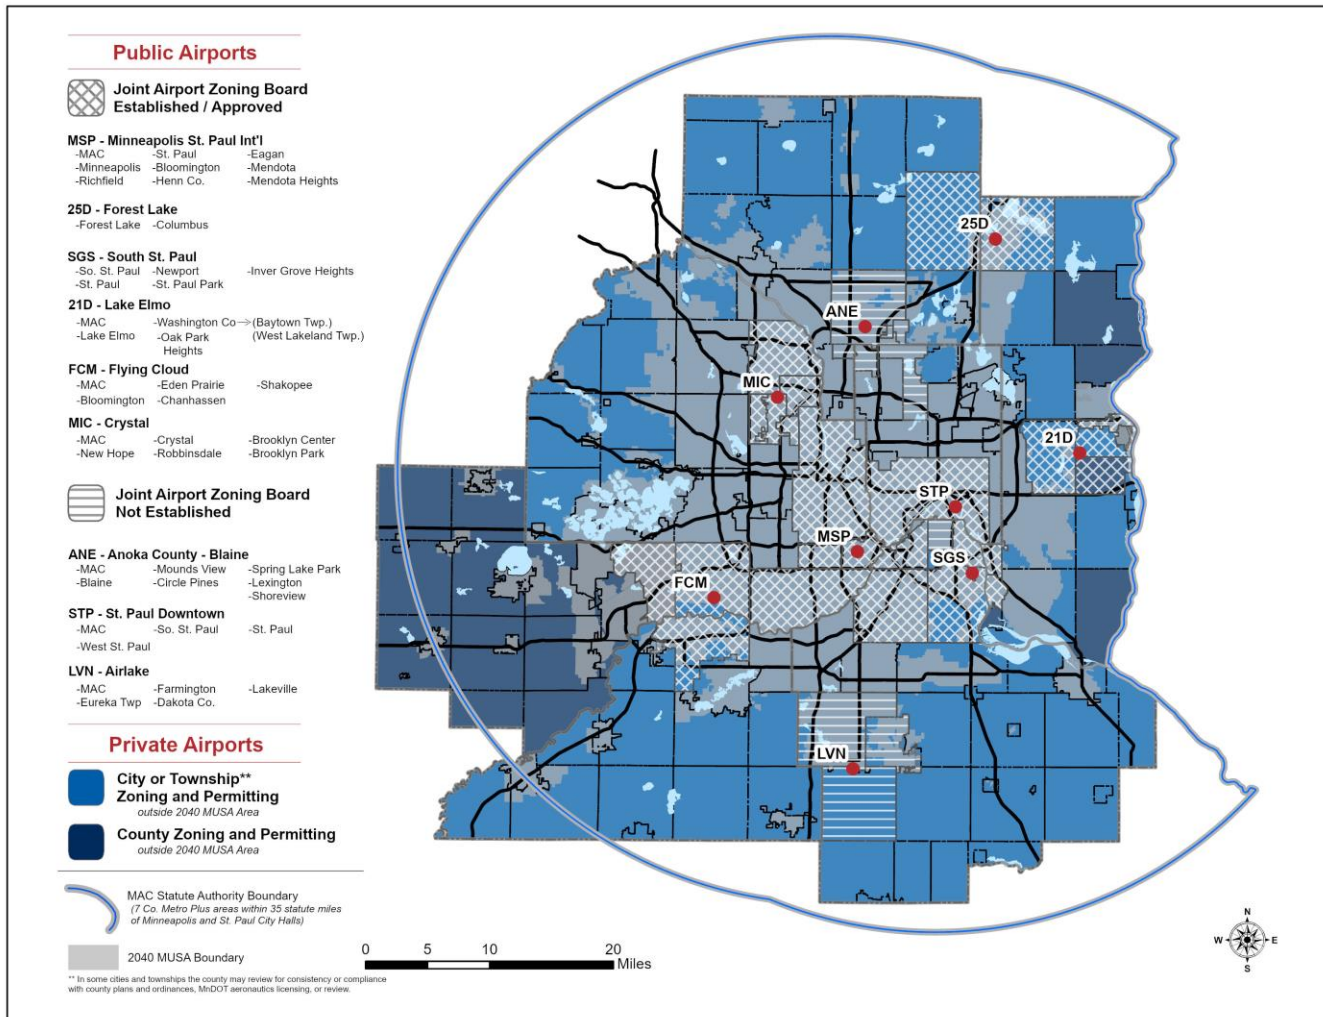 Public Airports
Joint Airport Zoning Board
Established / Approved
MSP - Minneapolis St. Paul Int'l
-MAC -St. Paul -Eagan
-Minneapolis -Bloomington -Mendota
-Richfield -Henn Co. -Mendota Heights
25D - Forest Lake
-Forest Lake -Columbus
SGS - South St. Paul
-So. St. Paul -Newport -Inver Grove Heights
-St. Paul -St. Paul Park
21D - Lake Elmo
-MAC -Washington Co→(Baytown Twp.)
-Lake Elmo -Oak Park (West Lakeland Twp.)
Heights
FCM - Flying Cloud
-MAC -Eden Prairie -Shakopee
-Bloomington -Chanhassen
MIC - Crystal
-MAC -Crystal -Brooklyn Center
-New Hope -Robbinsdale -Brooklyn Park
Joint Airport Zoning Board
Not Established
ANE - Anoka County - Blaine
-MAC -Mounds View -Spring Lake Park
-Blaine -Circle Pines -Lexington
-Shoreview
STP - St. Paul Downtown
-MAC -So. St. Paul -St. Paul
-West St. Paul
LVN - Airlake
-MAC -Farmington -Lakeville
-Eureka Twp -Dakota Co.
Private Airports
City or Township**
Zoning and Permitting
outside 2040 MUSA Area
County Zoning and Permitting
outside 2040 MUSA Area
MAC Statute Authority Boundary
(7 Co. Metro Plus areas within 35 statute miles
of Minneapolis and St. Paul City Halls)
2040 MUSA Boundary
** In some cities and townships the county may review for consistency or compliance
with county plans and ordinances, MnDOT aeronautics licensing, or review.
25D
ANE
MIC
21D
STP
MSP
SGS
FCM
LVN
0 5 10 20
Miles
N
W E
S